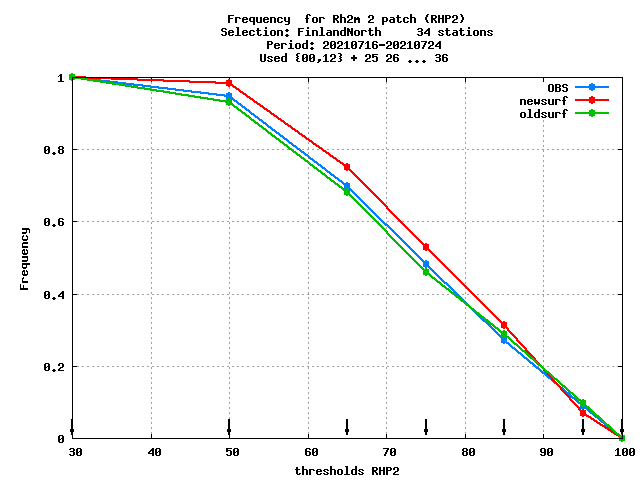 Frequency  for Rh2m 2 patch (RHP2)
Selection: FinlandNorth     34 stations
Period: 20210716-20210724
Used {00,12} + 25 26 ... 36
OBS
newsurf
oldsurf
1
0.8
0.6
0.4
0.2
0
Frequency
30 40 50 60 70 80 90 100
thresholds RHP2